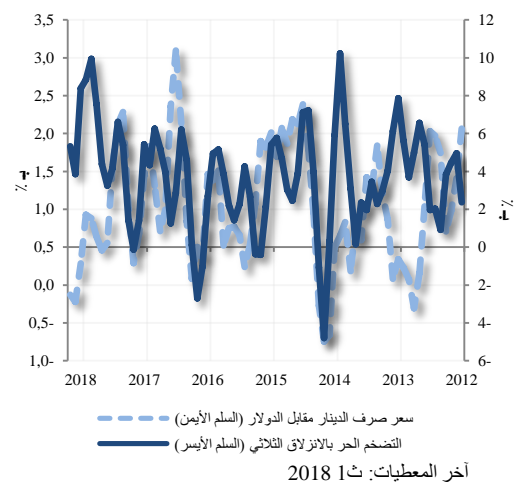 3,5 12
3,0 10
2,5 8
2,0 6
1,5 4
1,0 2
0,5 0
0,0 2-
0,5- 4-
1,0- 6-
ب %
ب %
2018 2017 2016 2015 2014 2013 2012
سعر صرف الدينار مقابل الدولار (السلم الأيمن)
التضخم الحر بالانزلاق الثلاثي (السلم الأيسر)
آخر المعطيات: ث1 2018